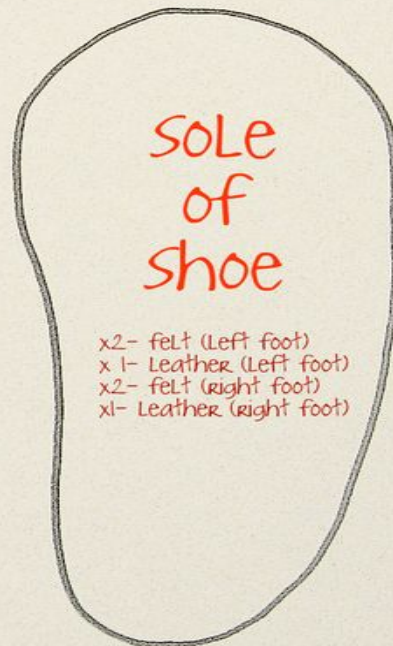 Sole
of
Shoe
x2- felt (Left foot)
x 1- Leather (Left foot)
x2- felt (Right foot)
x1- Leather (Right foot)